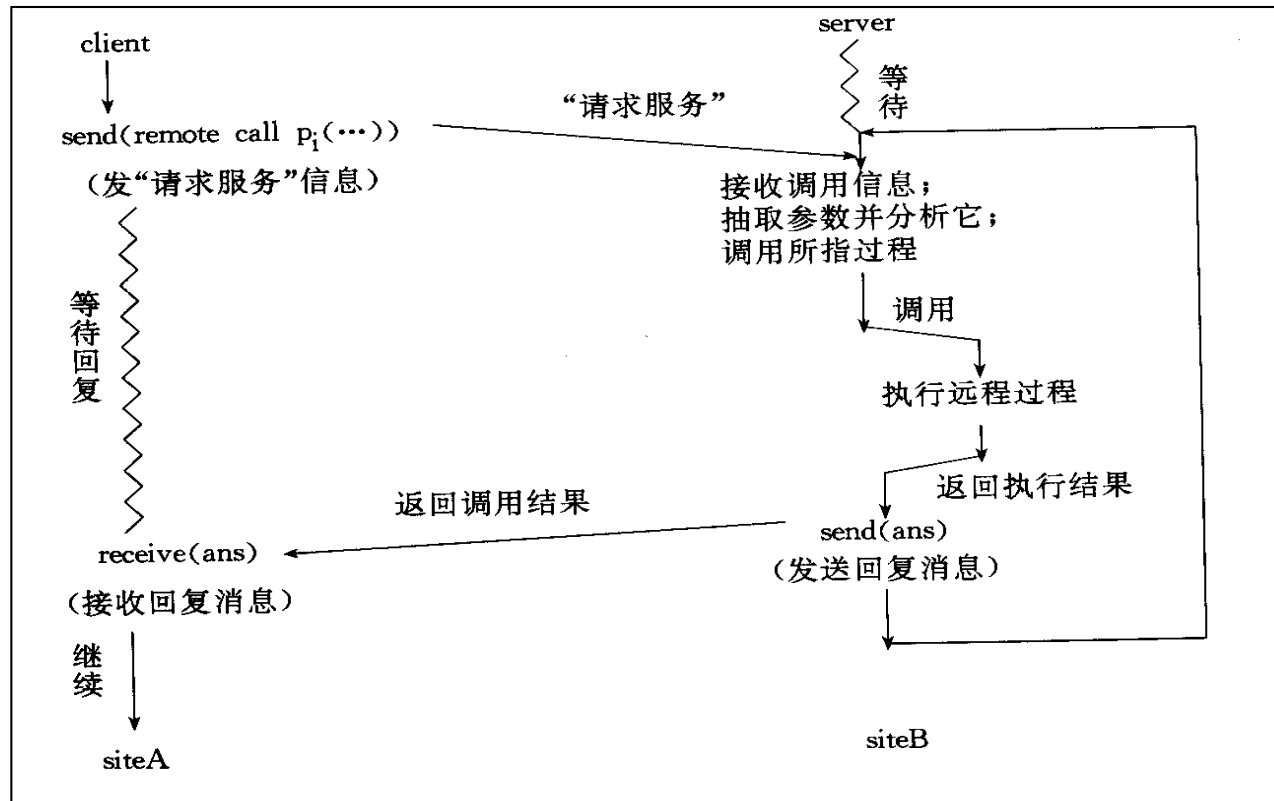 client
server
等待
“请求服务”
send(remote call pi(…))
(发“请求服务”信息)
接收调用信息；
抽取参数并分析它；
调用所指过程
等待回复
调用
执行远程过程
返回执行结果
返回调用结果
send(ans)
(发送回复消息)
receive(ans)
(接收回复消息)
继续
siteA
siteB